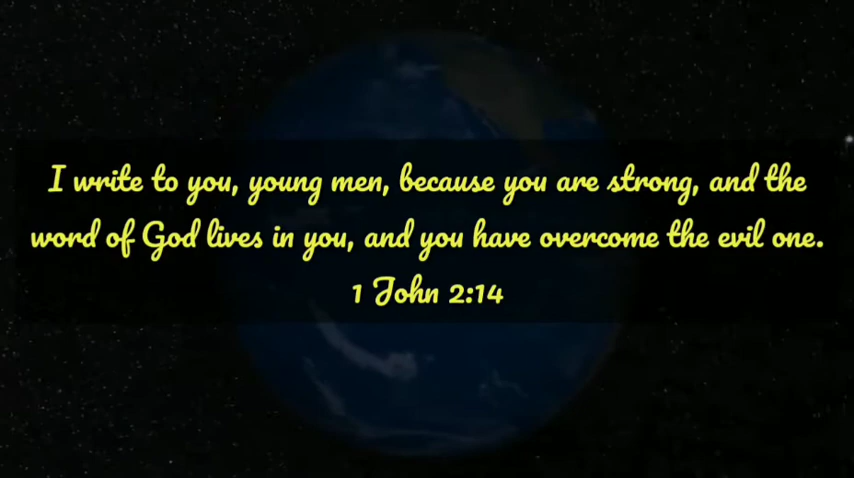 I write to you, young men, because you are strong, and the
word of God lives in you, and you have overcome the evil one.
1 John 2:14